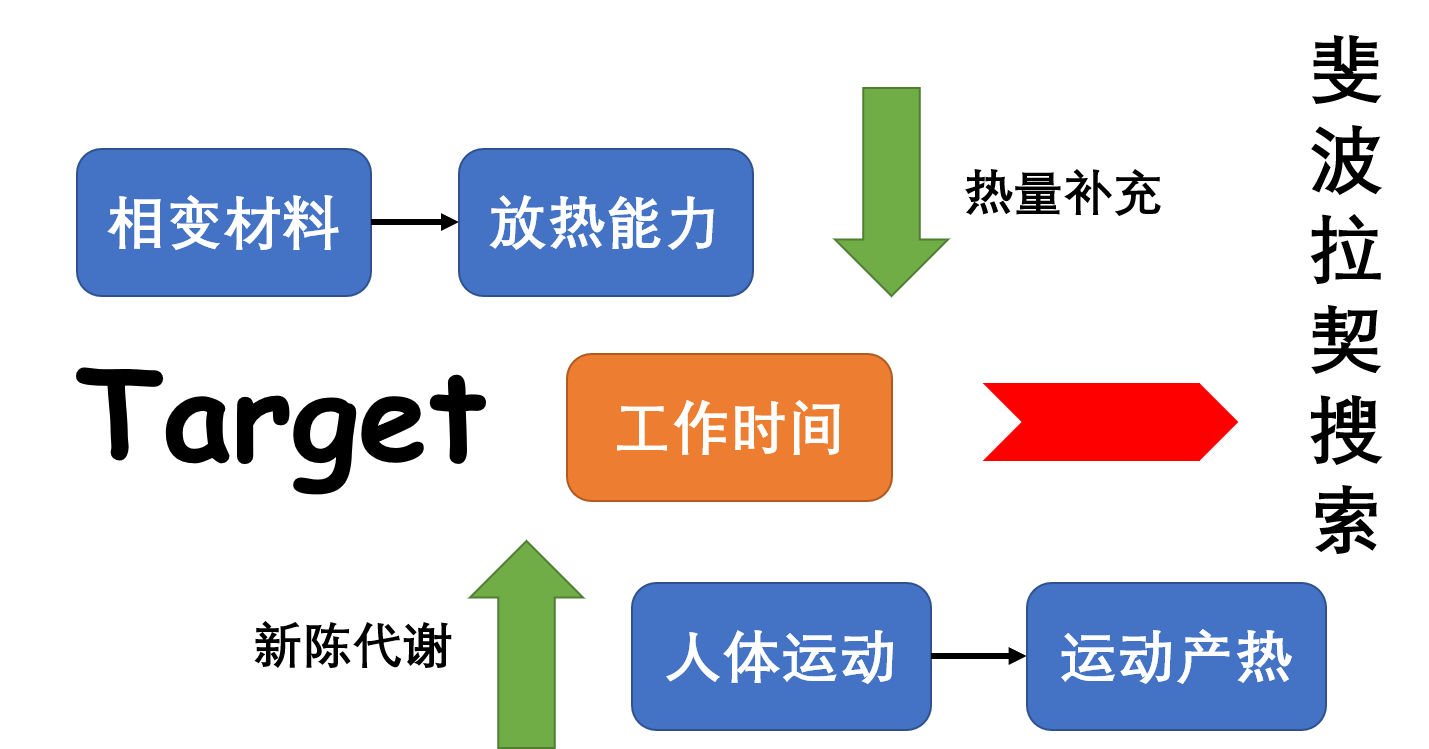 相变材料
放热能力
热量补充
Target
工作时间
斐波拉契搜索
新陈代谢
人体运动
运动产热